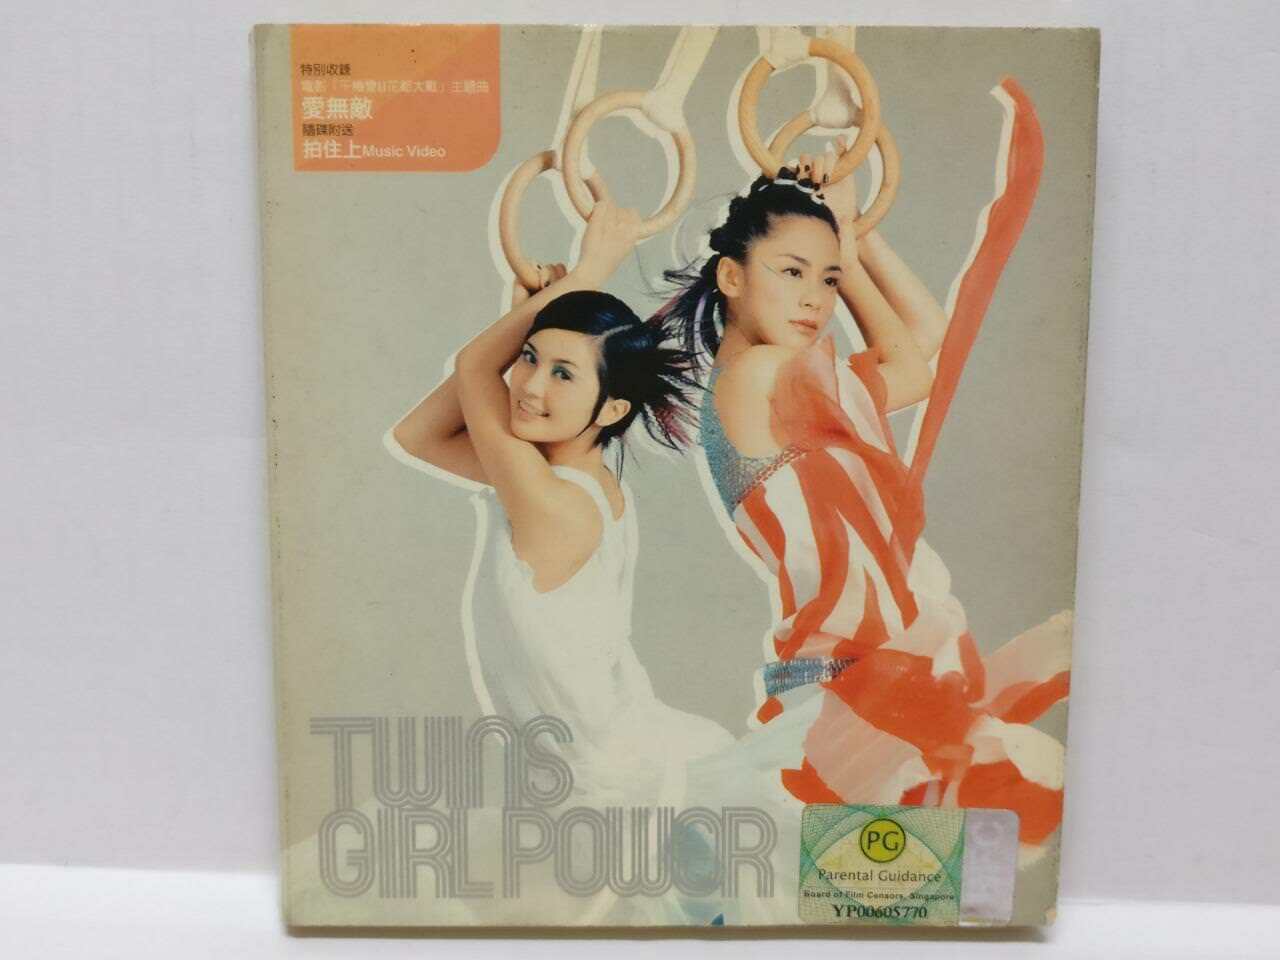 特別收錄
電影「千機變II花都大戰」主題曲
愛無敵
隨碟附送
拍住上Music Video
TWINS
GIRL POWER
PG
Parental Guidance
Board of Film Censors, Singapore
YP00605770